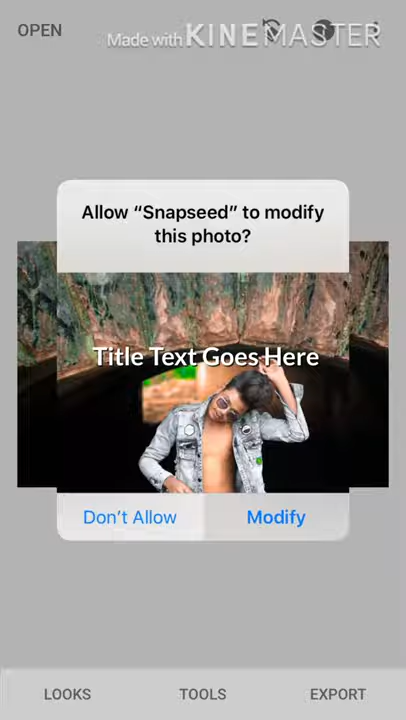 OPEN
Made with KINEMASTER
Allow “Snapseed” to modify
this photo?
Title Text Goes Here
Don’t Allow
Modify
LOOKS
TOOLS
EXPORT